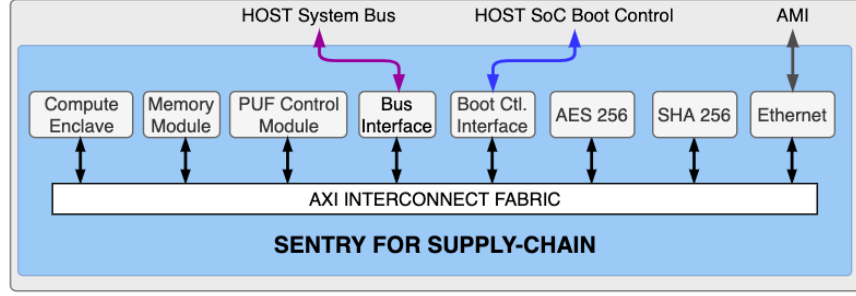 HOST System Bus
HOST SoC Boot Control
AMI
Compute
Enclave
Memory
Module
PUF Control
Module
Bus
Interface
Boot Ctl.
Interface
AES 256
SHA 256
Ethernet
AXI INTERCONNECT FABRIC
SENTRY FOR SUPPLY-CHAIN